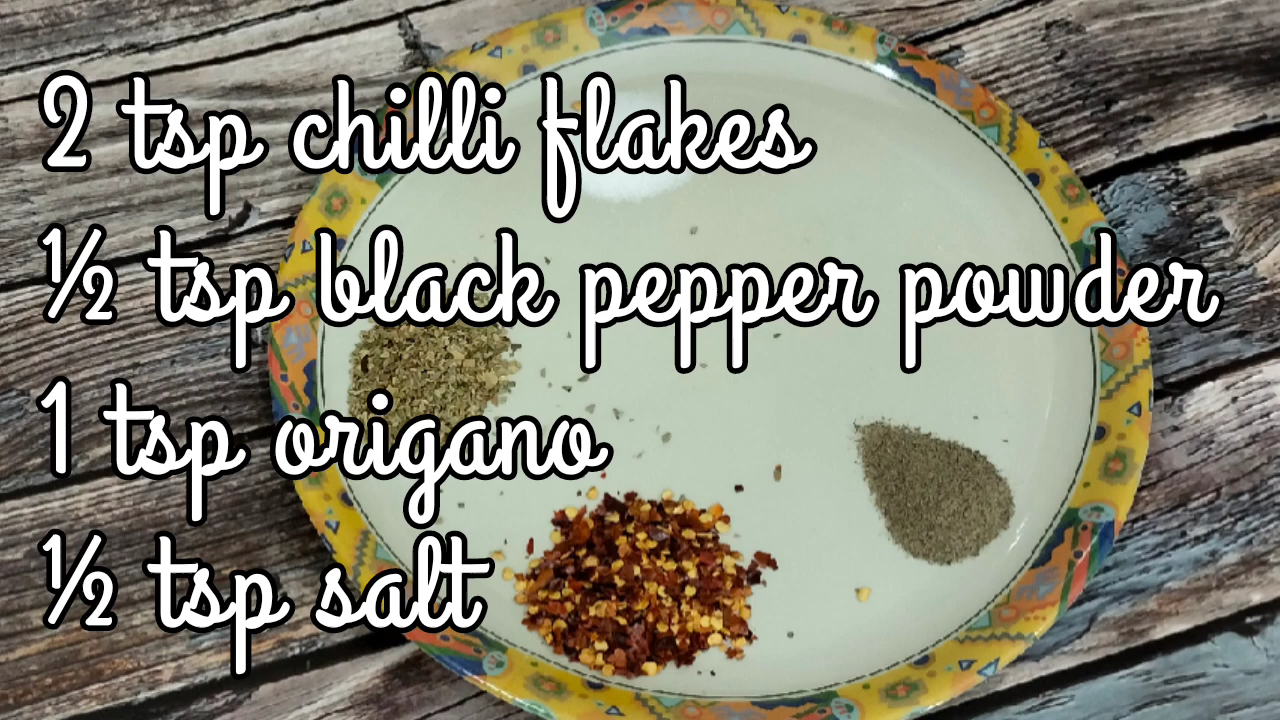 2 tsp chilli flakes
½ tsp black pepper powder
1 tsp origano
½ tsp salt